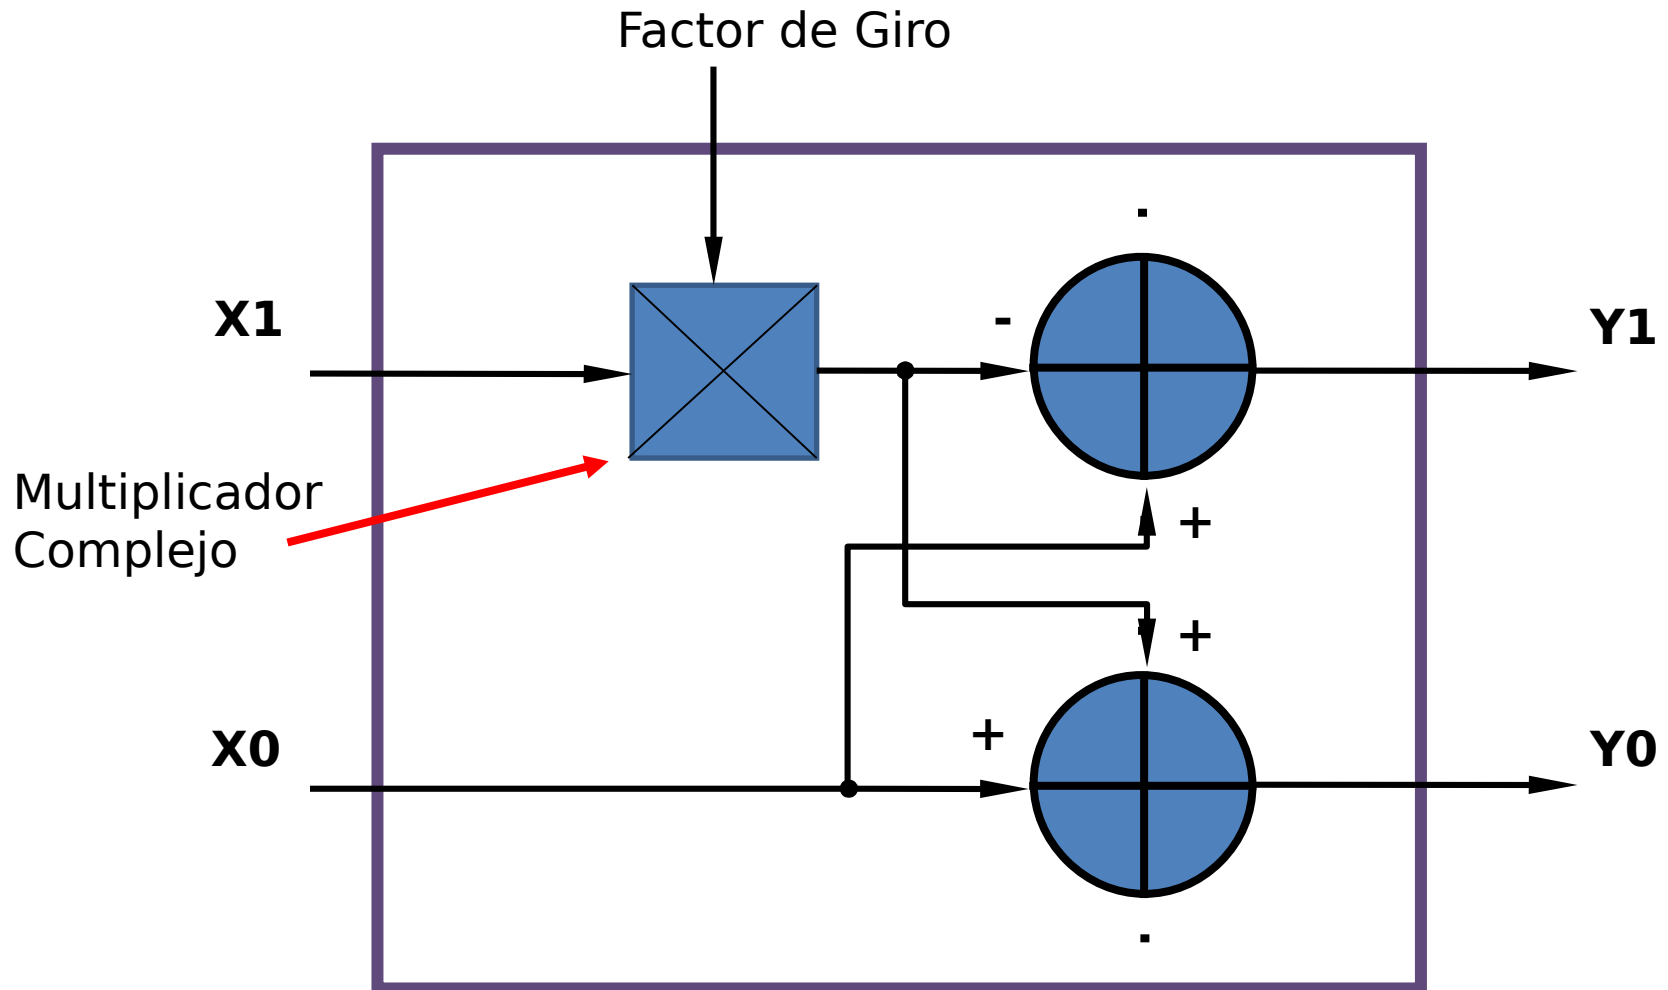 Factor de Giro
X1
-
Y1
Multiplicador
Complejo
+
+
X0
+
Y0